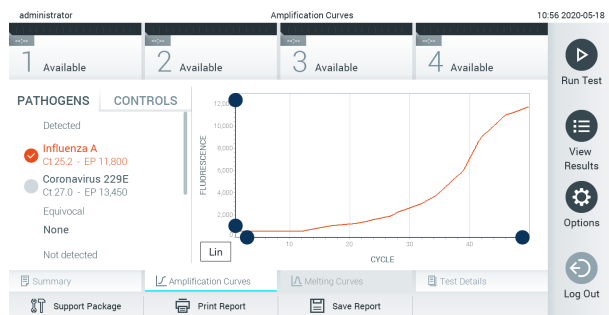 administrator Amplification Curves 10:56 2020-05-18
--:-- --:-- --:-- --:--
1 Available 2 Available 3 Available 4 Available
Run Test
PATHOGENS CONTROLS
Detected
Influenza A
Ct 25.2 - EP 11,800
Coronavirus 229E
Ct 27.0 - EP 13,450
Equivocal
None
Not detected
FLUORESCENCE
12,000
10,000
8,000
6,000
4,000
2,000
0
10 20 30 40
CYCLE
Lin
View
Results
Options
Log Out
Summary Amplification Curves Melting Curves Test Details
Support Package Print Report Save Report